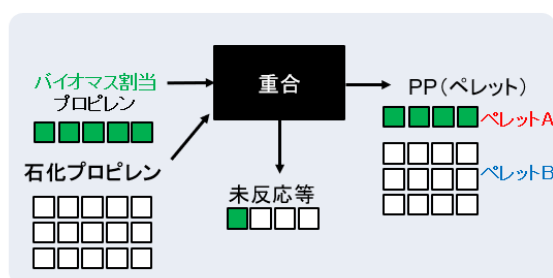 バイオマス割当
プロピレン
石化プロピレン
重合
未反応等
PP(ペレット)
ペレットA
ペレットB